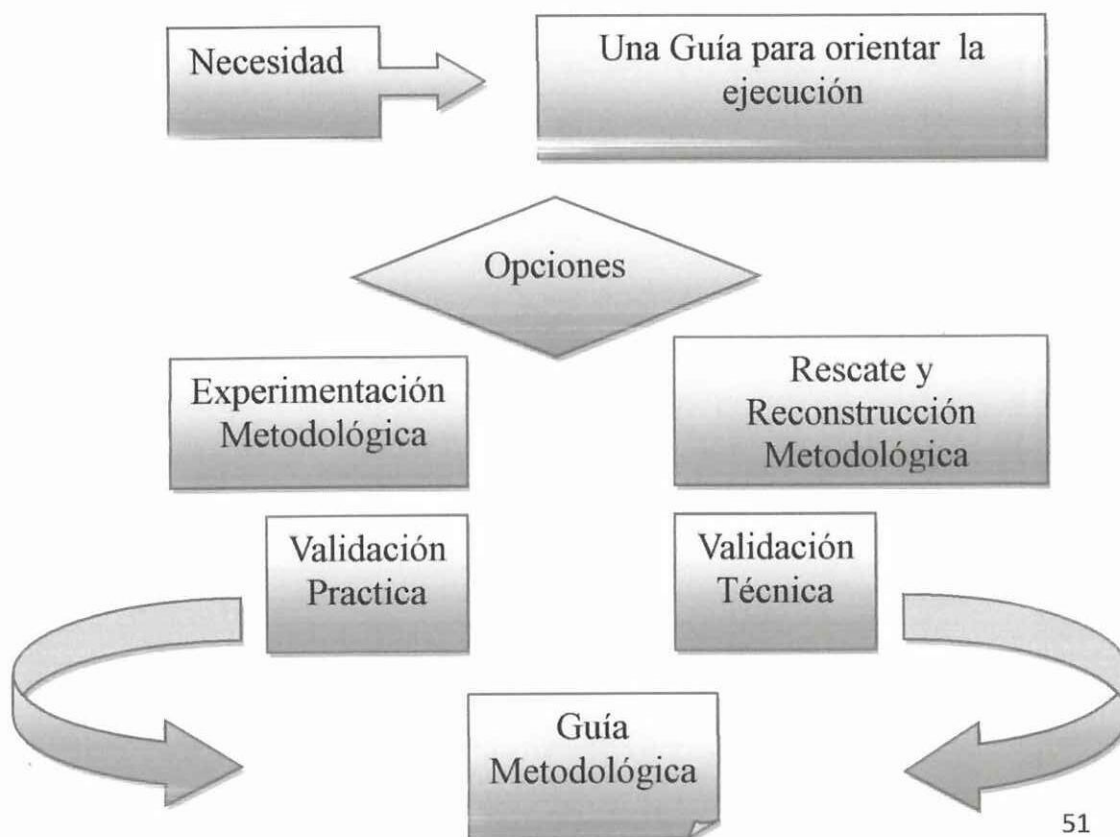 Necesidad
Una Guía para orientar la
ejecución
Opciones
Experimentación
Metodológica
Rescate y
Reconstrucción
Metodológica
Validación
Practica
Validación
Técnica
Guía
Metodológica
51